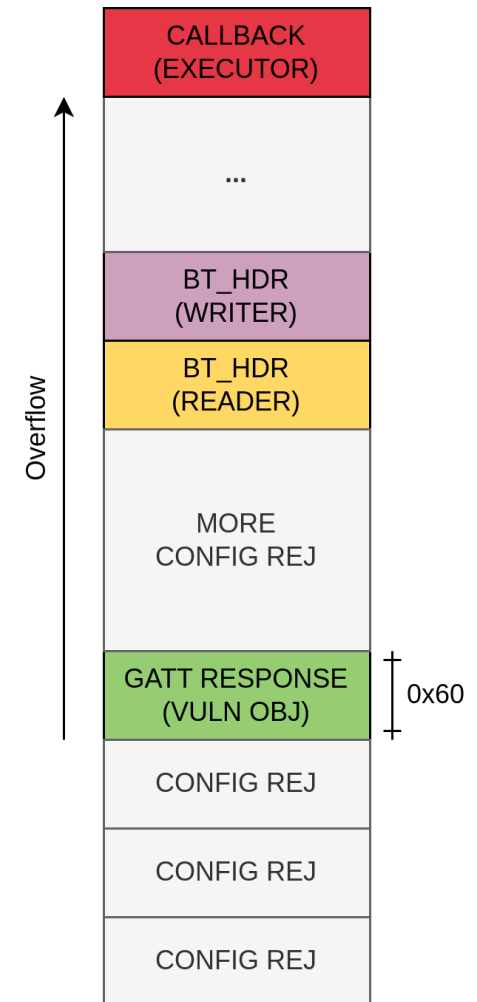 CALLBACK
(EXECUTOR)
...
BT_HDR
(WRITER)
BT_HDR
(READER)
Overflow
MORE
CONFIG REJ
GATT RESPONSE
(VULN OBJ)
0x60
CONFIG REJ
CONFIG REJ
CONFIG REJ